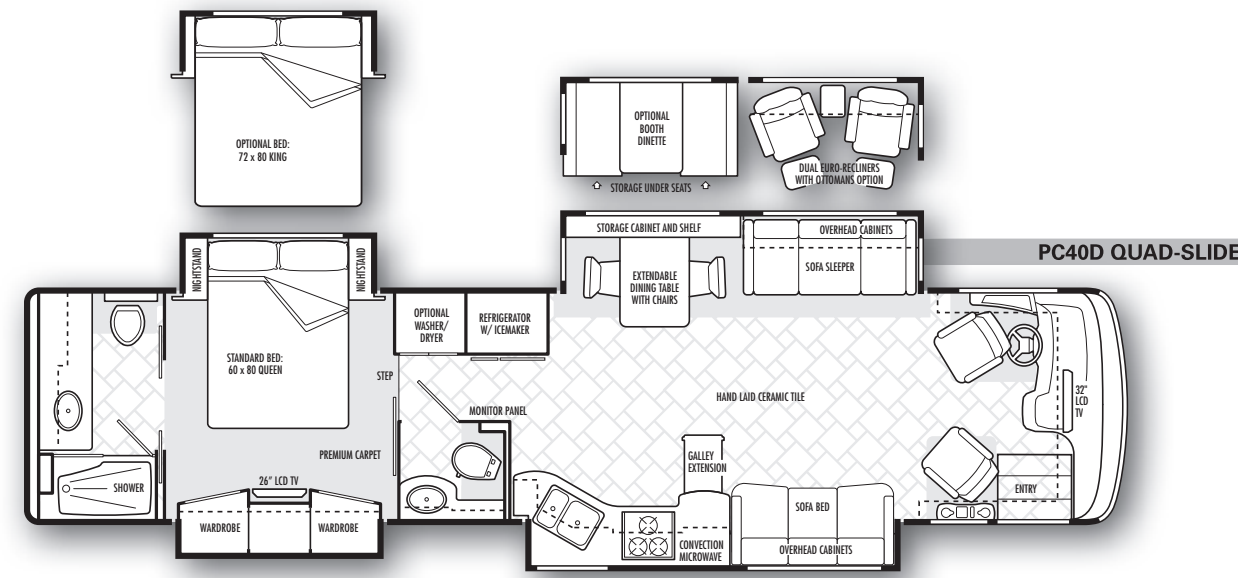 OPTIONAL BED:
72 x 80 KING
OPTIONAL
BOOTH
DINETTE
STORAGE UNDER SEATS
DUAL EURO-RECLINERS
WITH OTTOMANS OPTION
PC40D QUAD-SLIDE
NIGHTSTAND
NIGHTSTAND
STANDARD BED:
60 x 80 QUEEN
OPTIONAL
WASHER/
DRYER
REFRIGERATOR
W/ ICEMAKER
STORAGE CABINET AND SHELF
EXTENDABLE
DINING TABLE
WITH CHAIRS
OVERHEAD CABINETS
SOFA SLEEPER
STEP
MONITOR PANEL
HAND LAID CERAMIC TILE
32"
LCD
TV
PREMIUM CARPET
GALLEY
EXTENSION
SHOWER
26" LCD TV
WARDROBE
WARDROBE
CONVECTION
MICROWAVE
SOFA BED
OVERHEAD CABINETS
ENTRY